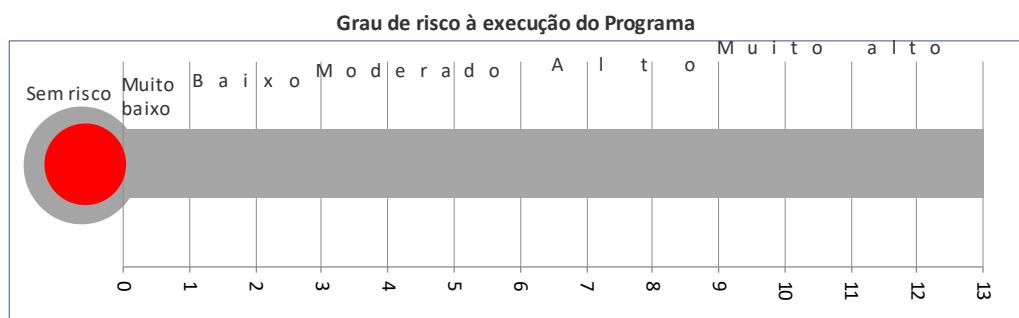 Grau de risco à execução do Programa
Sem risco
Muito
baixo
Baixo
Moderado
Alto
Muito alto
0
1
2
3
4
5
6
7
8
9
10
11
12
13